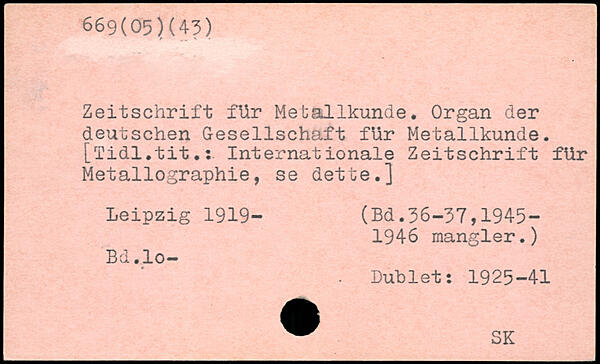 669(05)(43)
Zeitschrift für Metallkunde. Organ der
deutschen Gesellschaft für Metallkunde.
[Tidl.tit.: Internationale Zeitschrift für
Metallographie, se dette.]
Leipzig 1919- (Bd.36-37,1945-
1946 mangler.)
Bd.lo-
Dublet: 1925-41
SK